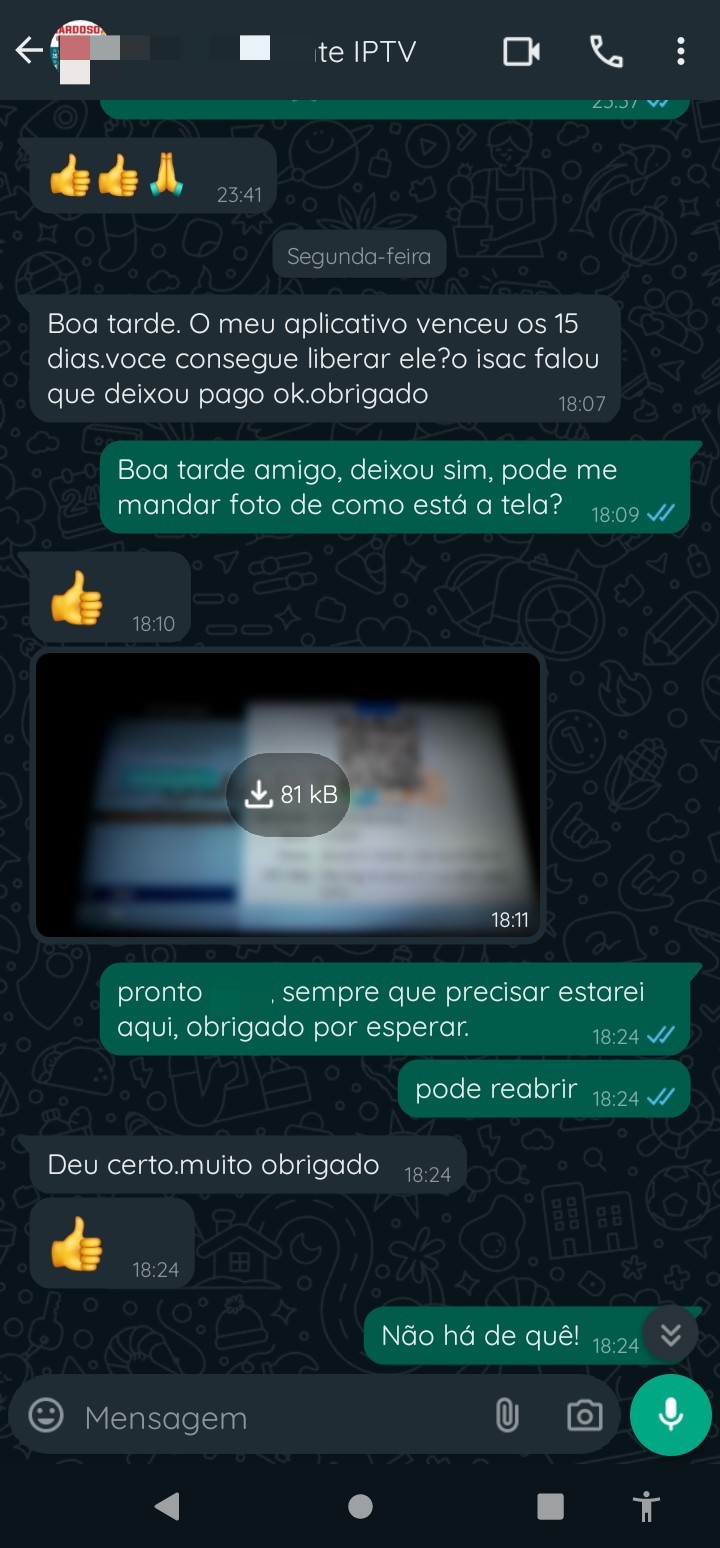 ARDOSO
te IPTV
23:37
👍👍🙏 23:41
Segunda-feira
Boa tarde. O meu aplicativo venceu os 15
dias.voce consegue liberar ele?o isac falou
que deixou pago ok.obrigado 18:07
Boa tarde amigo, deixou sim, pode me
mandar foto de como está a tela? 18:09
👍 18:10
81 kB
18:11
pronto , sempre que precisar estarei
aqui, obrigado por esperar. 18:24
pode reabrir 18:24
Deu certo.muito obrigado 18:24
👍 18:24
Não há de quê! 18:24
Mensagem